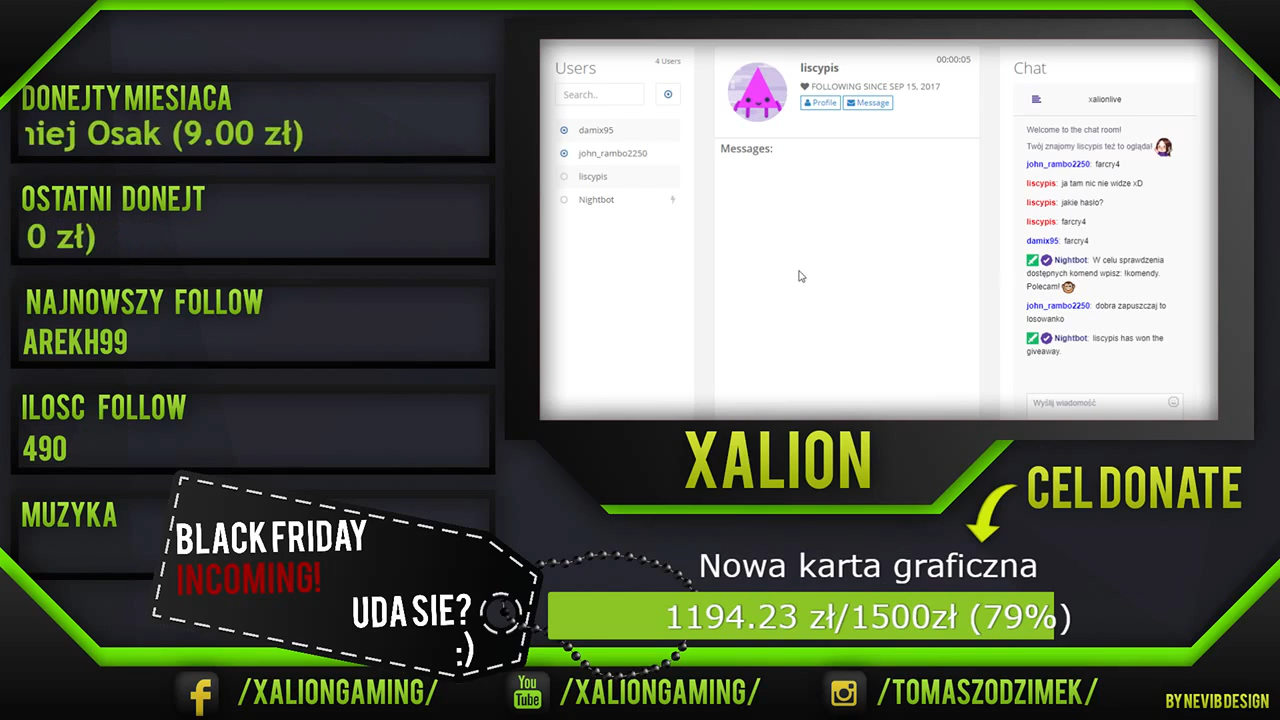 DONEJTY MIESIACA
niej Osak (9.00 zł)
OSTATNI DONEJT
0 zł)
NAJNOWSZY FOLLOW
AREKH99
ILOSC FOLLOW
490
MUZYKA
BLACK FRIDAY
INCOMING!
UDA SIE?
:)
Users
4 Users
Search..
damix95
john_rambo2250
liscypis
Nightbot
liscypis
00:00:05
FOLLOWING SINCE SEP 15, 2017
Profile
Message
Messages:
Chat
xalionlive
Welcome to the chat room!
Twój znajomy liscypis też to ogląda!
john_rambo2250: farcry4
liscypis: ja tam nic nie widze xD
liscypis: jakie hasło?
liscypis: farcry4
damix95: farcry4
Nightbot: W celu sprawdzenia
dostępnych komend wpisz: !komendy.
Polecam!
john_rambo2250: dobra zapuszczaj to
losowanko
Nightbot: liscypis has won the
giveaway.
Wyślij wiadomość
XALION
CEL DONATE
Nowa karta graficzna
1194.23 zł/1500zł (79%)
/XALIONGAMING/
You
Tube
/XALIONGAMING/
/TOMASZODZIMEK/
BY NEVIB DESIGN